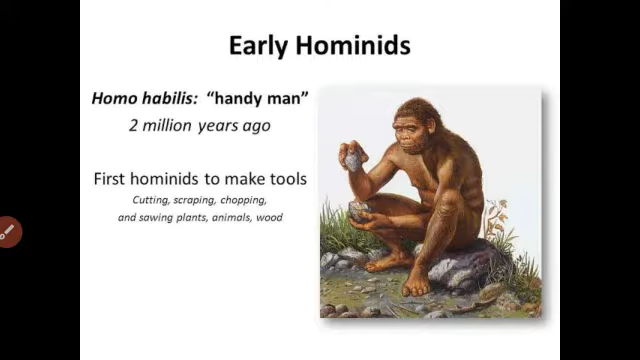 Early Hominids
Homo habilis: “handy man”
2 million years ago
First hominids to make tools
Cutting, scraping, chopping,
and sawing plants, animals, wood